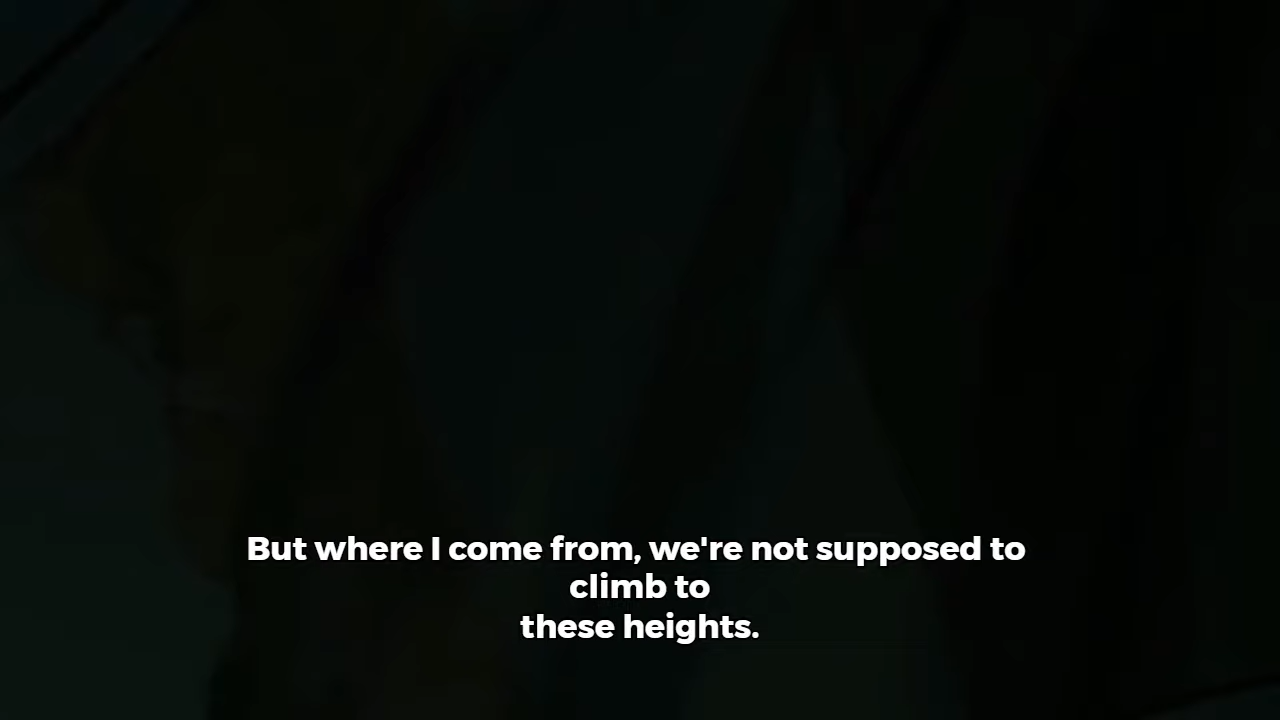 But where I come from, we're not supposed to
climb to
these heights.